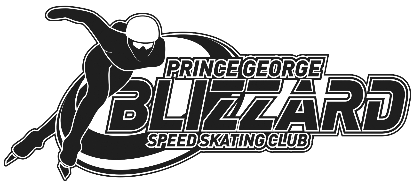 PRINCE GEORGE
BLIZZARD
SPEED SKATING CLUB